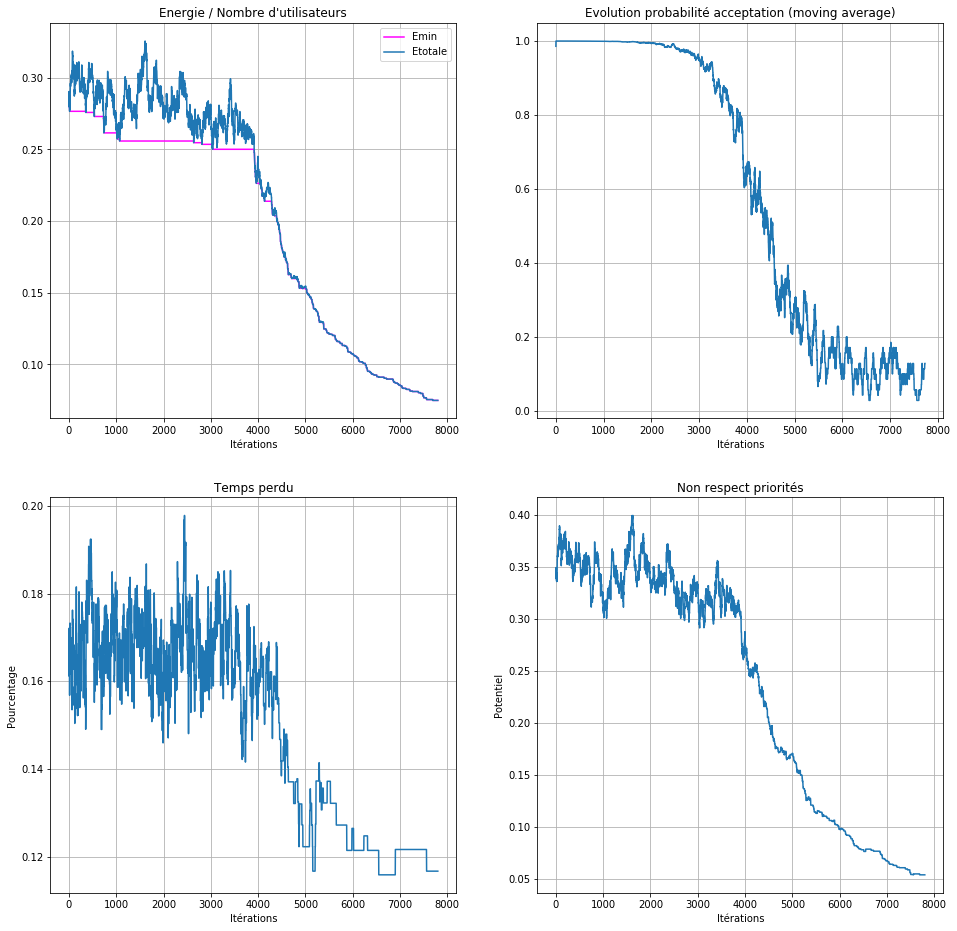 Energie / Nombre d'utilisateurs
Emin
Etotale
0.30
0.25
0.20
0.15
0.10
0 1000 2000 3000 4000 5000 6000 7000 8000
Itérations
Evolution probabilité acceptation (moving average)
1.0
0.8
0.6
0.4
0.2
0.0
0 1000 2000 3000 4000 5000 6000 7000 8000
Itérations
Temps perdu
Pourcentage
0.20
0.18
0.16
0.14
0.12
0 1000 2000 3000 4000 5000 6000 7000 8000
Itérations
Non respect priorités
Potentiel
0.40
0.35
0.30
0.25
0.20
0.15
0.10
0.05
0 1000 2000 3000 4000 5000 6000 7000 8000
Itérations